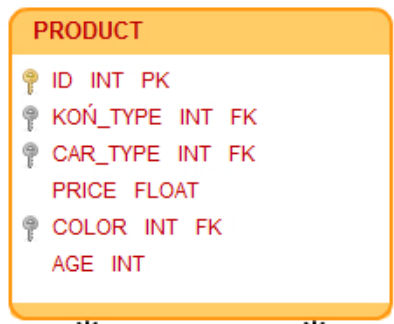 PRODUCT
ID INT PK
KOŃ_TYPE INT FK
CAR_TYPE INT FK
PRICE FLOAT
COLOR INT FK
AGE INT